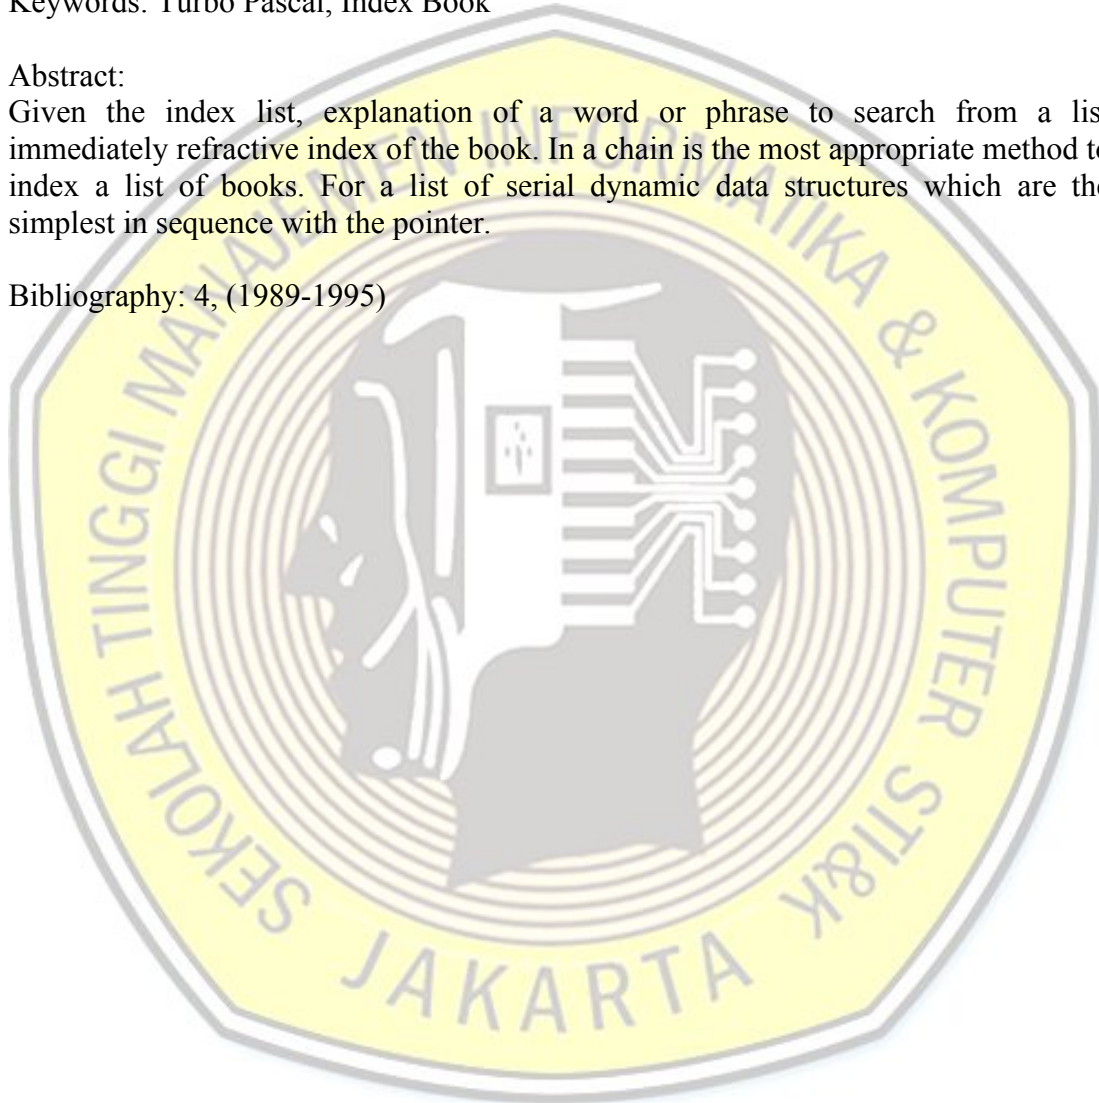 Keywords: Turbo Pascal, Index Book
Abstract:
Given the index list, explanation of a word or phrase to search from a lis
immediately refractive index of the book. In a chain is the most appropriate method to
index a list of books. For a list of serial dynamic data structures which are the
simplest in sequence with the pointer.
Bibliography: 4, (1989-1995)
SEKOLAH TINGGI MANAJEMEN INFORMATIKA & KOMPUTER STI&K
JAKARTA